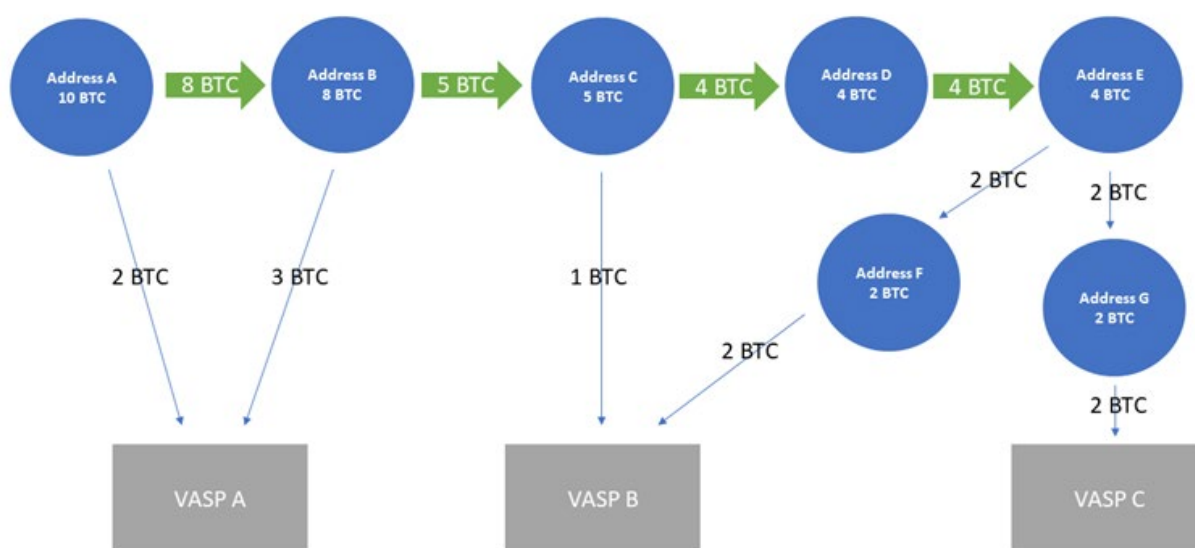 Address A
10 BTC
8 BTC
Address B
8 BTC
5 BTC
Address C
5 BTC
4 BTC
Address D
4 BTC
4 BTC
Address E
4 BTC
2 BTC
2 BTC
2 BTC
3 BTC
1 BTC
Address F
2 BTC
Address G
2 BTC
2 BTC
2 BTC
VASP A
VASP B
VASP C